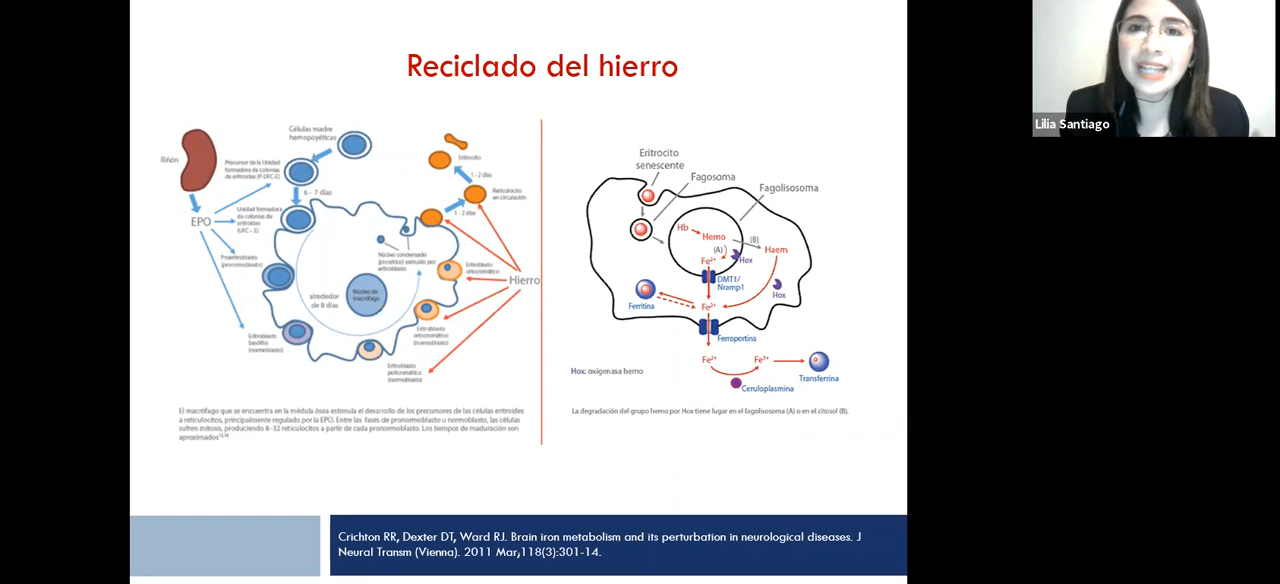 Reciclado del hierro
Células madre
hemopoyéticas
Riñón
Precursor de la Unidad
formadora de colonias
de eritroides (P-UFC-E)
6 - 7 días
EPO
Unidad formadora
de colonias de
eritroides
(UFC - E)
Proeritroblasto
(pronormoblasto)
alrededor
de 8 días
Núcleo de
macrófago
Núcleo condensado
(picnótico) extruido por
eritroblasto
Eritroblasto
basófilo
(normoblasto)
Eritroblasto
policromático
(normoblasto)
Eritroblasto
ortocromático
(normoblasto)
Eritroblasto
ortocromático
Hierro
1 - 2 días
Reticulocito
en circulación
1 - 2 días
Eritrocito
El macrófago que se encuentra en la médula ósea estimula el desarrollo de los precursores de las células eritroides
a reticulocitos, principalmente regulado por la EPO. Entre las fases de pronormoblasto u normoblasto, las células
sufren mitosis, produciendo 8-32 reticulocitos a partir de cada pronormoblasto. Los tiempos de maduración son
aproximados
Eritrocito
senescente
Fagosoma
Fagolisosoma
Hb
Hemo
(A)
(B)
Haem
Fe²⁺
Hox
DMT1/
Nramp1
Hox
Ferritina
Fe²⁺
Ferroportina
Fe²⁺
Fe³⁺
Transferrina
Ceruloplasmina
Hox: oxigenasa hemo
La degradación del grupo hemo por Hox tiene lugar en el fagolisosoma (A) o en el citosol (B).
Crichton RR, Dexter DT, Ward RJ. Brain iron metabolism and its perturbation in neurological diseases. J
Neural Transm (Vienna). 2011 Mar;118(3):301-14.
Lilia Santiago